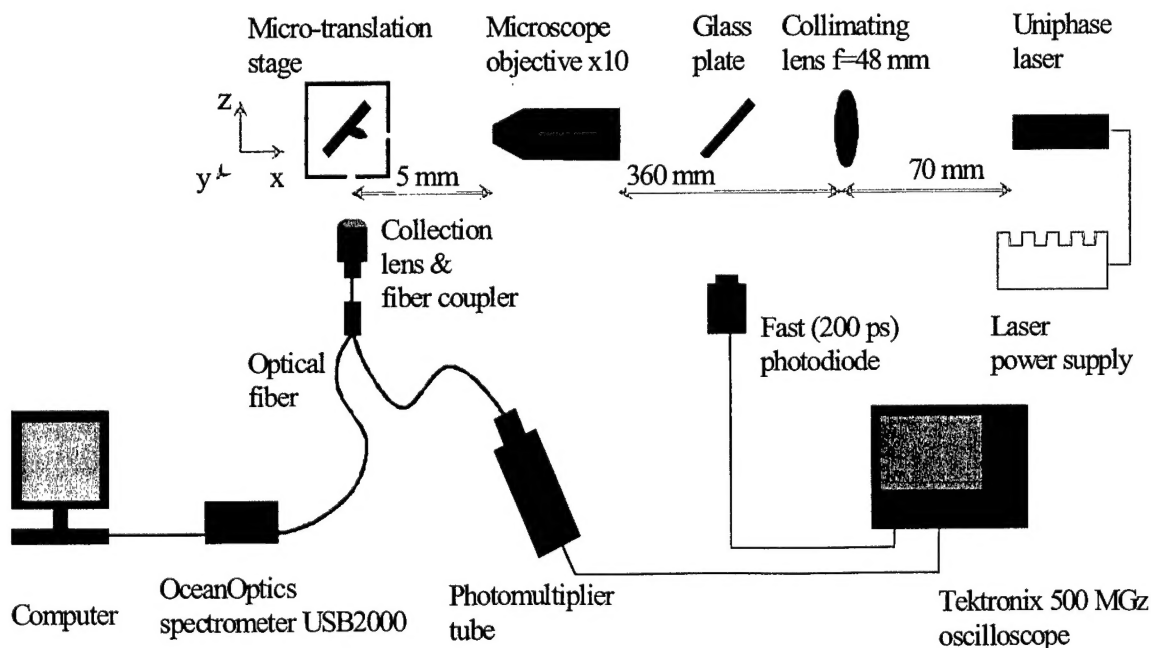 Micro-translation
stage
Microscope
objective x10
Glass
plate
Collimating
lens f=48 mm
Uniphase
laser
z
y
x
5 mm
360 mm
70 mm
Collection
lens &
fiber coupler
Optical
fiber
Fast (200 ps)
photodiode
Laser
power supply
Computer
OceanOptics
spectrometer USB2000
Photomultiplier
tube
Tektronix 500 MGz
oscilloscope